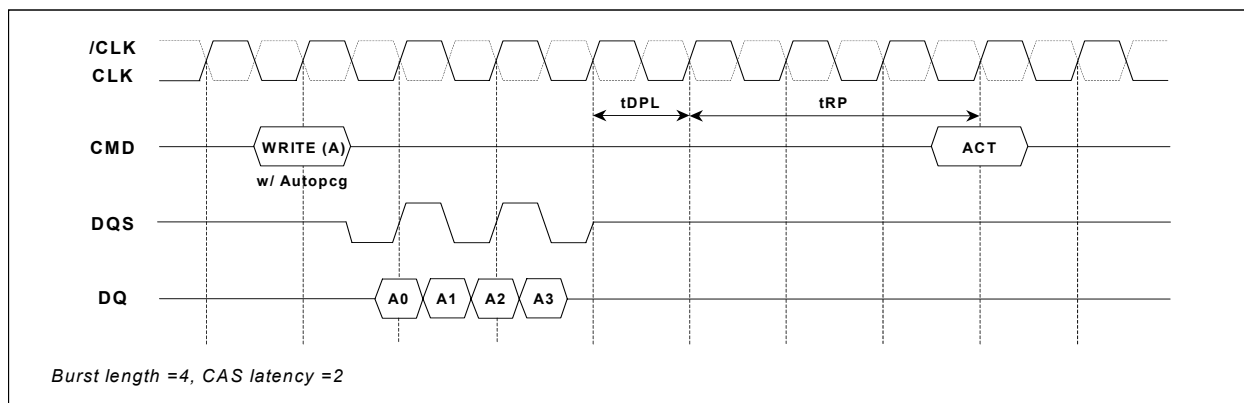 /CLK
CLK
tDPL tRP
CMD WRITE (A) ACT
w/ Autopcg
DQS
DQ A0 A1 A2 A3
Burst length =4, CAS latency =2